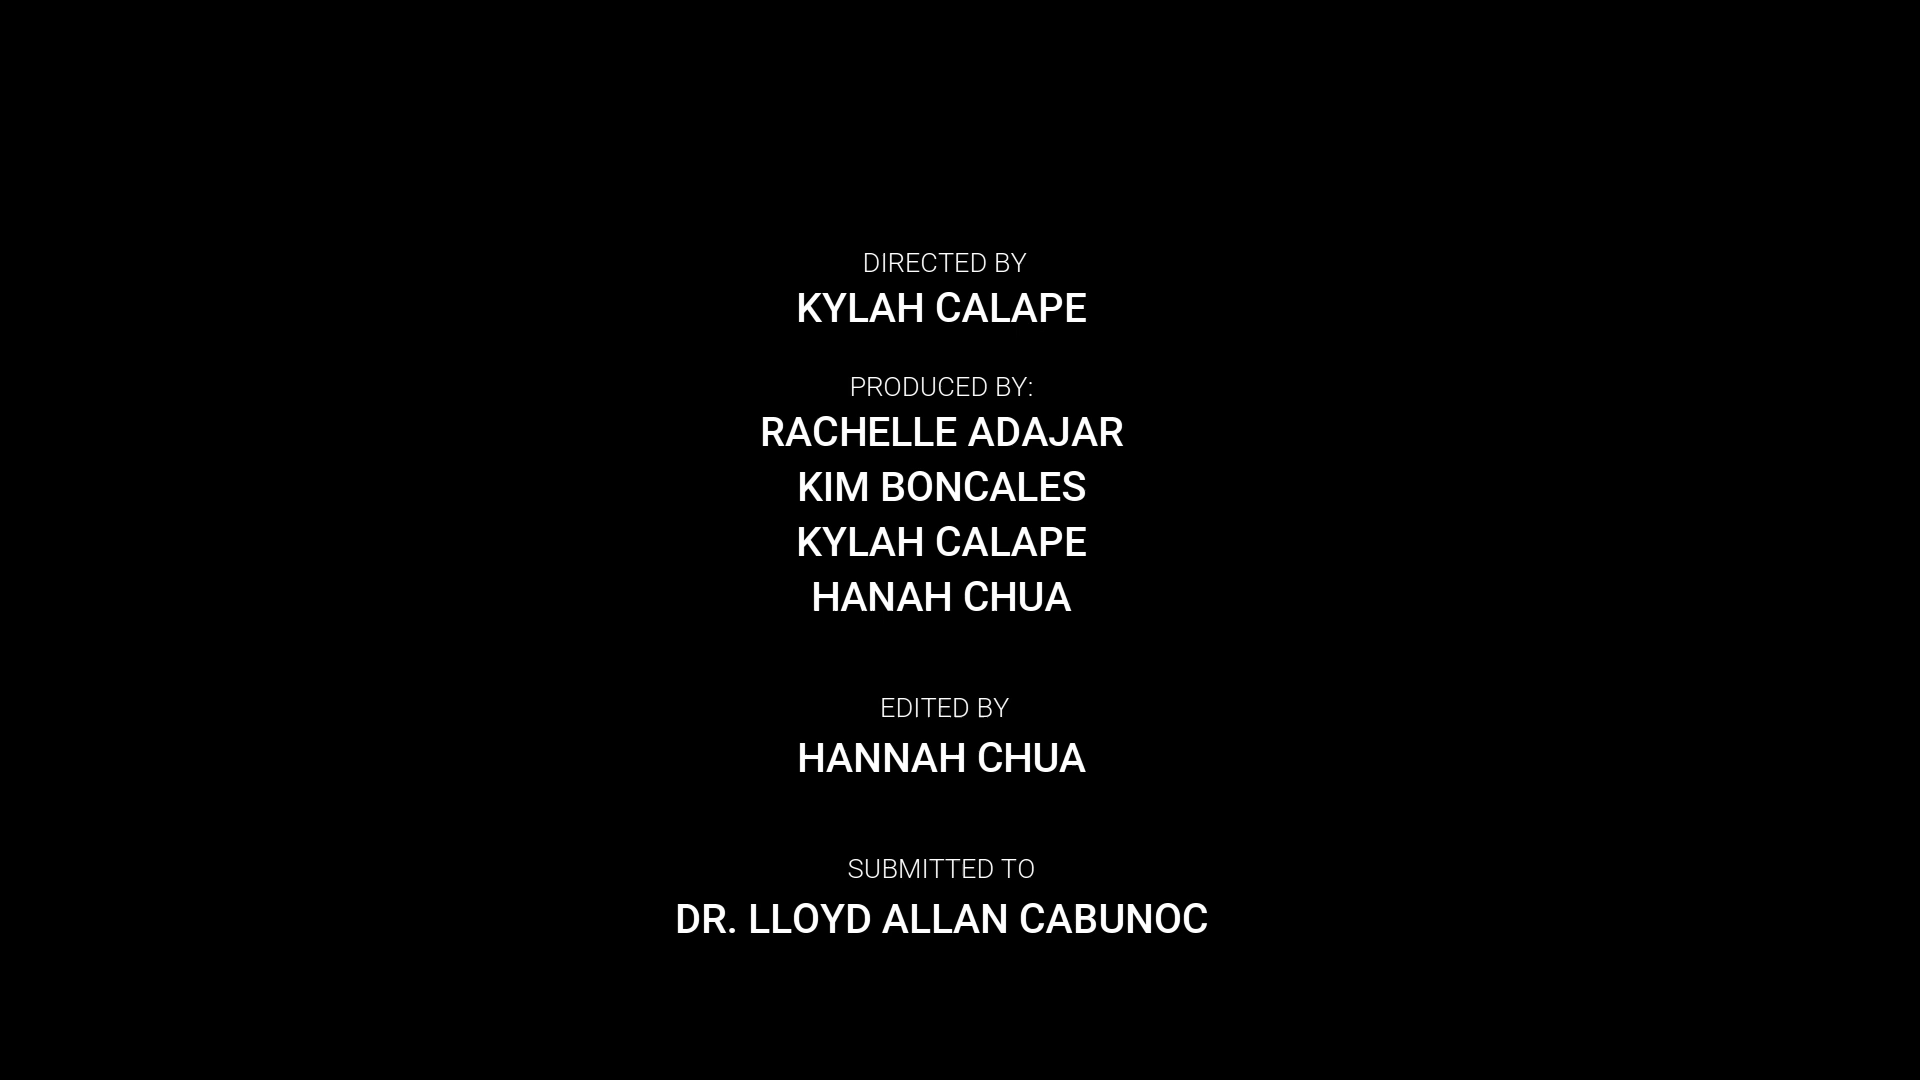 DIRECTED BY
KYLAH CALAPE
PRODUCED BY:
RACHELLE ADAJAR
KIM BONCALES
KYLAH CALAPE
HANAH CHUA
EDITED BY
HANNAH CHUA
SUBMITTED TO
DR. LLOYD ALLAN CABUNOC